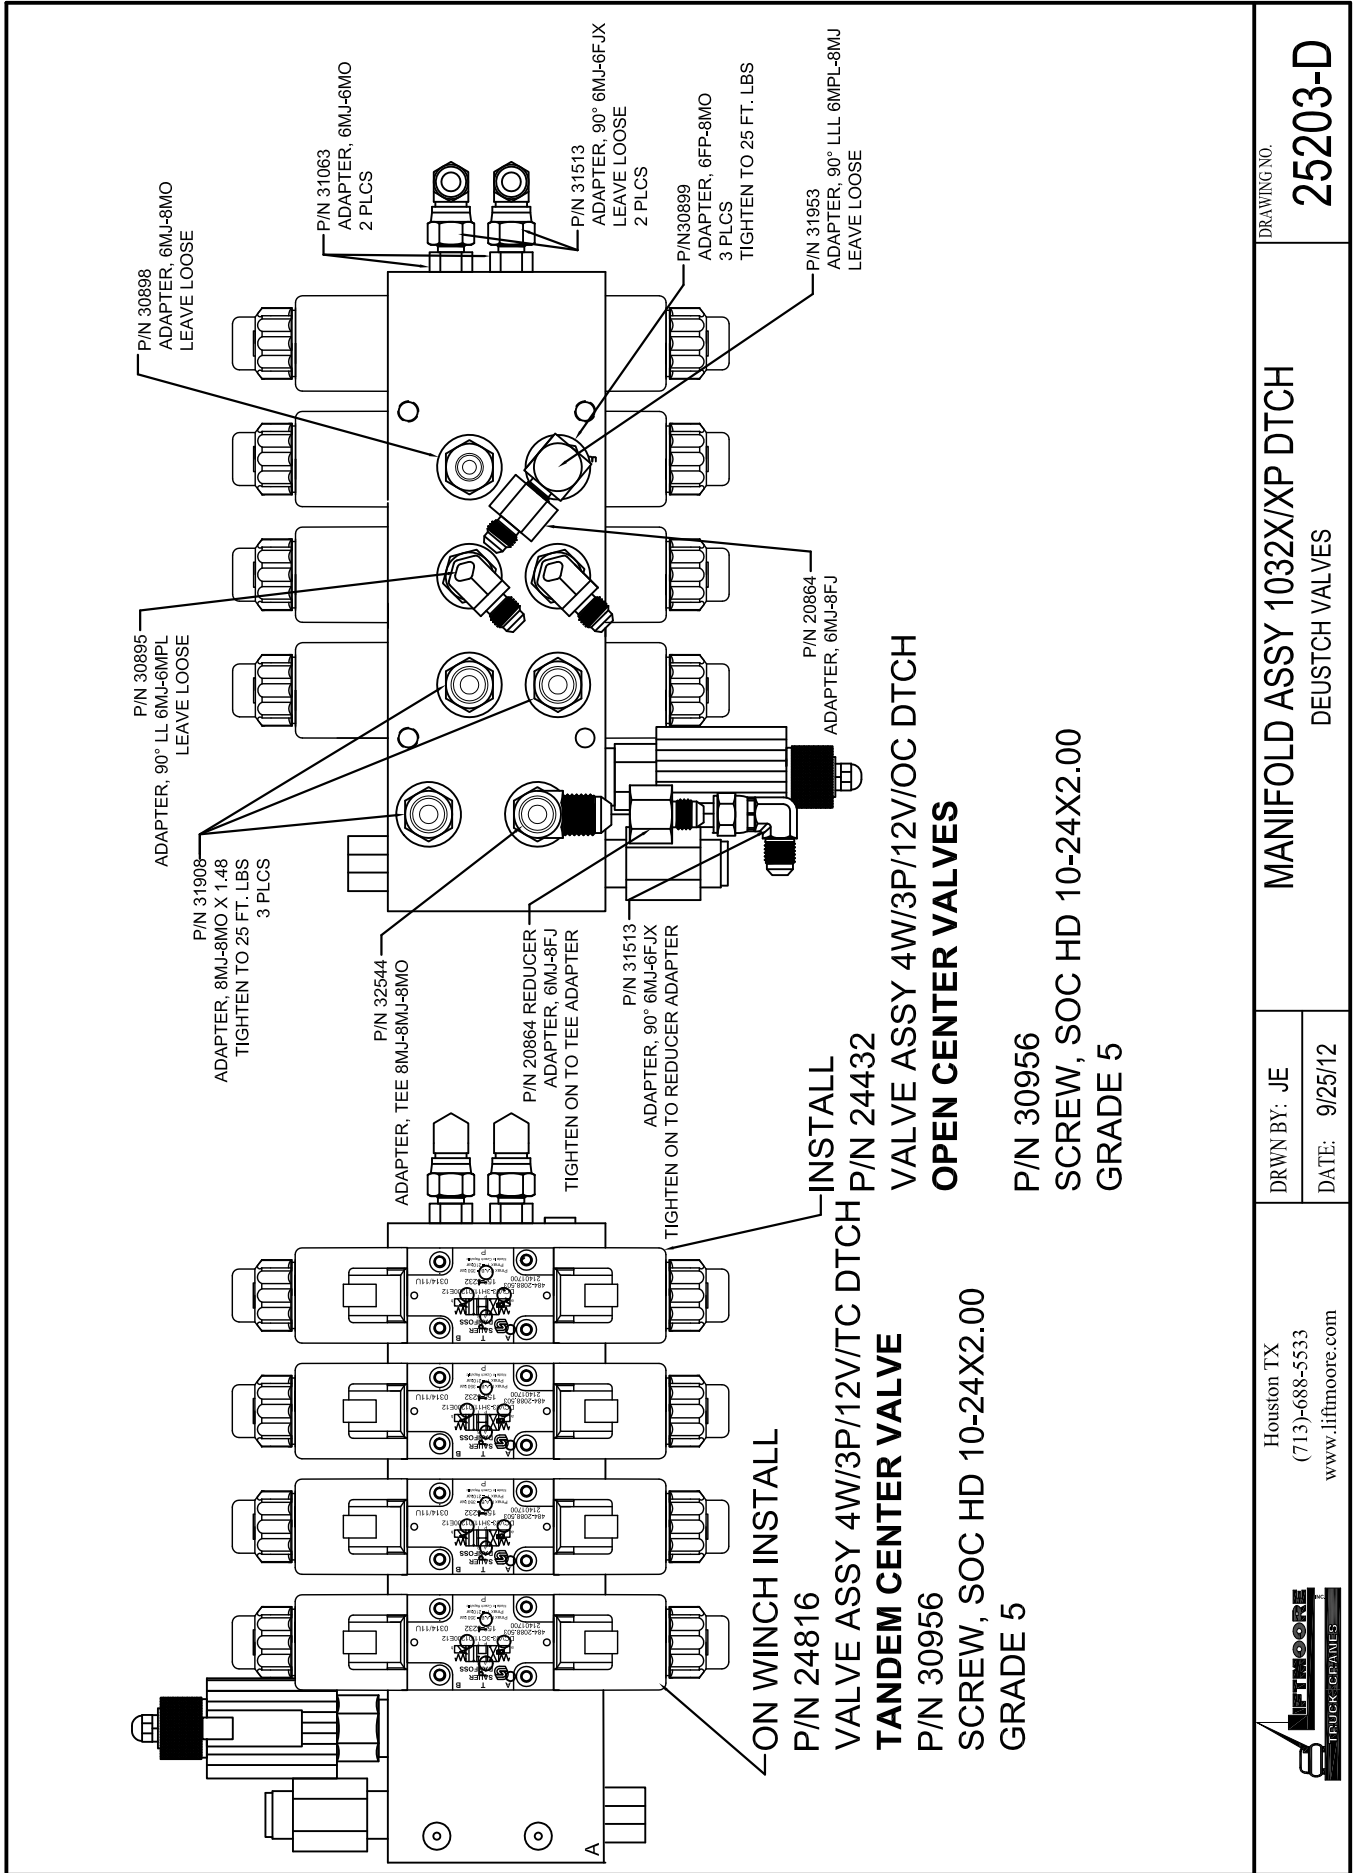 P/N 30898
ADAPTER, 6MJ-8MO
LEAVE LOOSE
P/N 31063
ADAPTER, 6MJ-6MO
2 PLCS
P/N 31513
ADAPTER, 90° 6MJ-6FJX
LEAVE LOOSE
2 PLCS
P/N30899
ADAPTER, 6FP-8MO
3 PLCS
TIGHTEN TO 25 FT. LBS
P/N 31953
ADAPTER, 90° LLL 6MPL-8MJ
LEAVE LOOSE
P/N 30895
ADAPTER, 90° LL 6MJ-6MPL
LEAVE LOOSE
P/N 20864
ADAPTER, 6MJ-8FJ
P/N 31908
ADAPTER, 8MJ-8MO X 1.48
TIGHTEN TO 25 FT. LBS
3 PLCS
P/N 32544
ADAPTER, TEE 8MJ-8MJ-8MO
P/N 20864 REDUCER
ADAPTER, 6MJ-8FJ
TIGHTEN ON TO TEE ADAPTER
P/N 31513
ADAPTER, 90° 6MJ-6FJX
TIGHTEN ON TO REDUCER ADAPTER
INSTALL
P/N 24432
VALVE ASSY 4W/3P/12V/OC DTCH
OPEN CENTER VALVES
P/N 30956
SCREW, SOC HD 10-24X2.00
GRADE 5
ON WINCH INSTALL
P/N 24816
VALVE ASSY 4W/3P/12V/TC DTCH
TANDEM CENTER VALVE
P/N 30956
SCREW, SOC HD 10-24X2.00
GRADE 5
A
LIFTMOORE INC.
TRUCK CRANES
Houston TX
(713)-688-5533
www.liftmoore.com
DRWN BY: JE
DATE: 9/25/12
MANIFOLD ASSY 1032X/XP DTCH
DEUSTCH VALVES
DRAWING NO.
25203-D